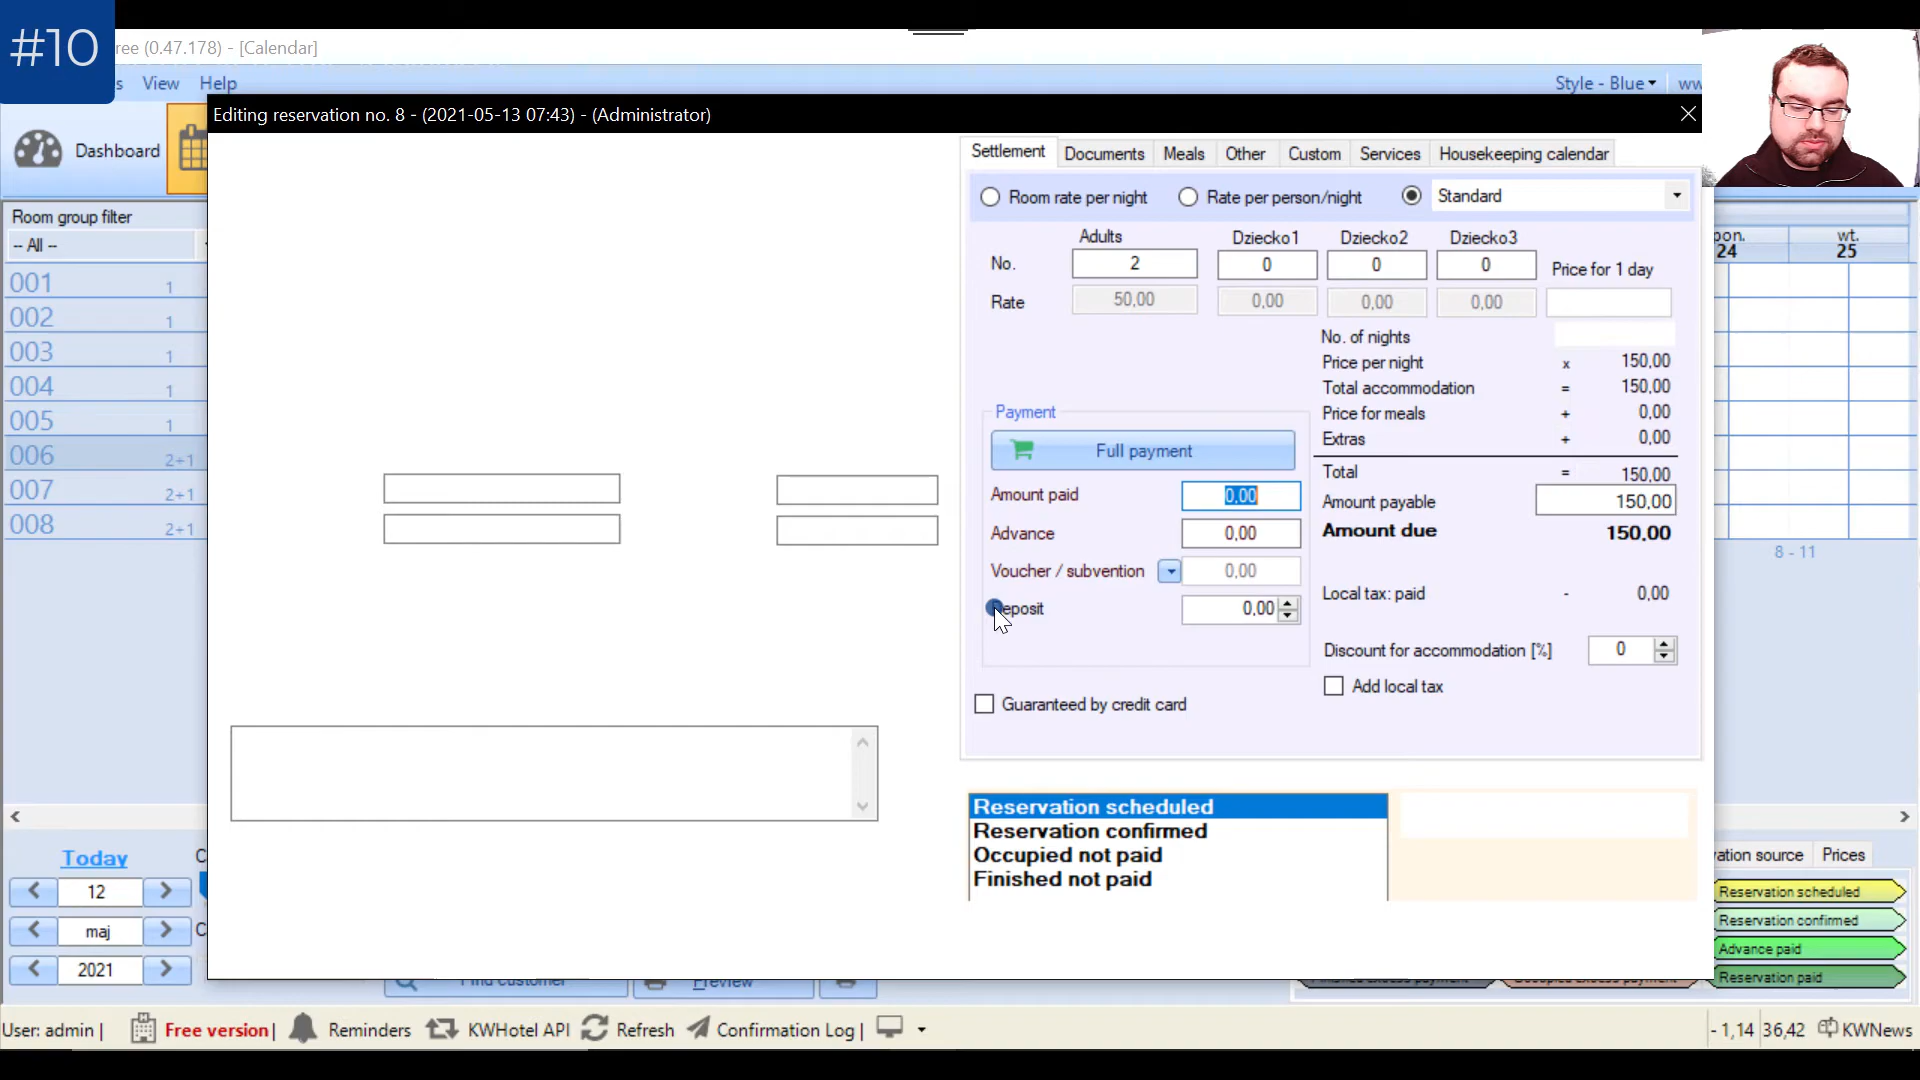 #10
ree (0.47.178) - [Calendar]
s View Help
Style - Blue
ww
Editing reservation no. 8 - (2021-05-13 07:43) - (Administrator)
Dashboard
Settlement Documents Meals Other Custom Services Housekeeping calendar
Room rate per night Rate per person/night Standard
Room group filter
-- All --
001 1
002 1
003 1
004 1
005 1
006 2+1
007 2+1
008 2+1
pon. 24
wt. 25
8 - 11
Adults Dziecko1 Dziecko2 Dziecko3
No. 2 0 0 0 Price for 1 day
Rate 50,00 0,00 0,00 0,00
No. of nights
Price per night x 150,00
Total accommodation = 150,00
Price for meals + 0,00
Extras + 0,00
Total = 150,00
Amount payable 150,00
Amount due 150.00
Local tax: paid - 0,00
Discount for accommodation [%] 0
Add local tax
Payment
Full payment
Amount paid 0,00
Advance 0,00
Voucher / subvention 0,00
eposit 0,00
Guaranteed by credit card
Reservation scheduled
Reservation confirmed
Occupied not paid
Finished not paid
Today
12
maj
2021
C
C
Find customer
Preview
vation source Prices
Reservation scheduled
Reservation confirmed
Advance paid
Reservation paid
User: admin | Free version | Reminders KWHotel API Refresh Confirmation Log |
- 1,14 36,42 KWNews